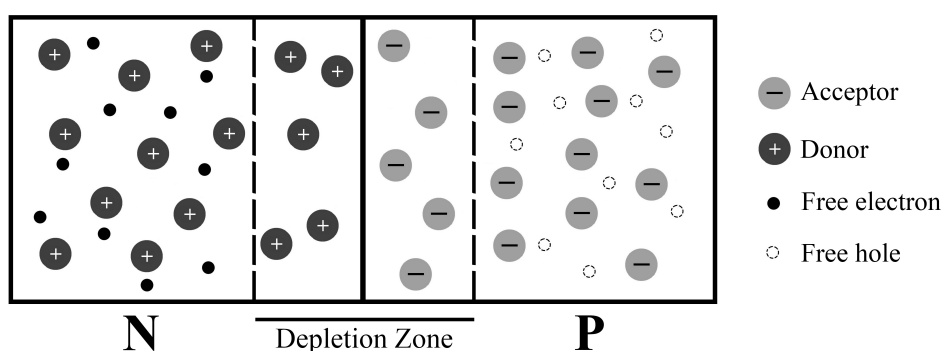 Acceptor
Donor
Free electron
Free hole
N
Depletion Zone
P